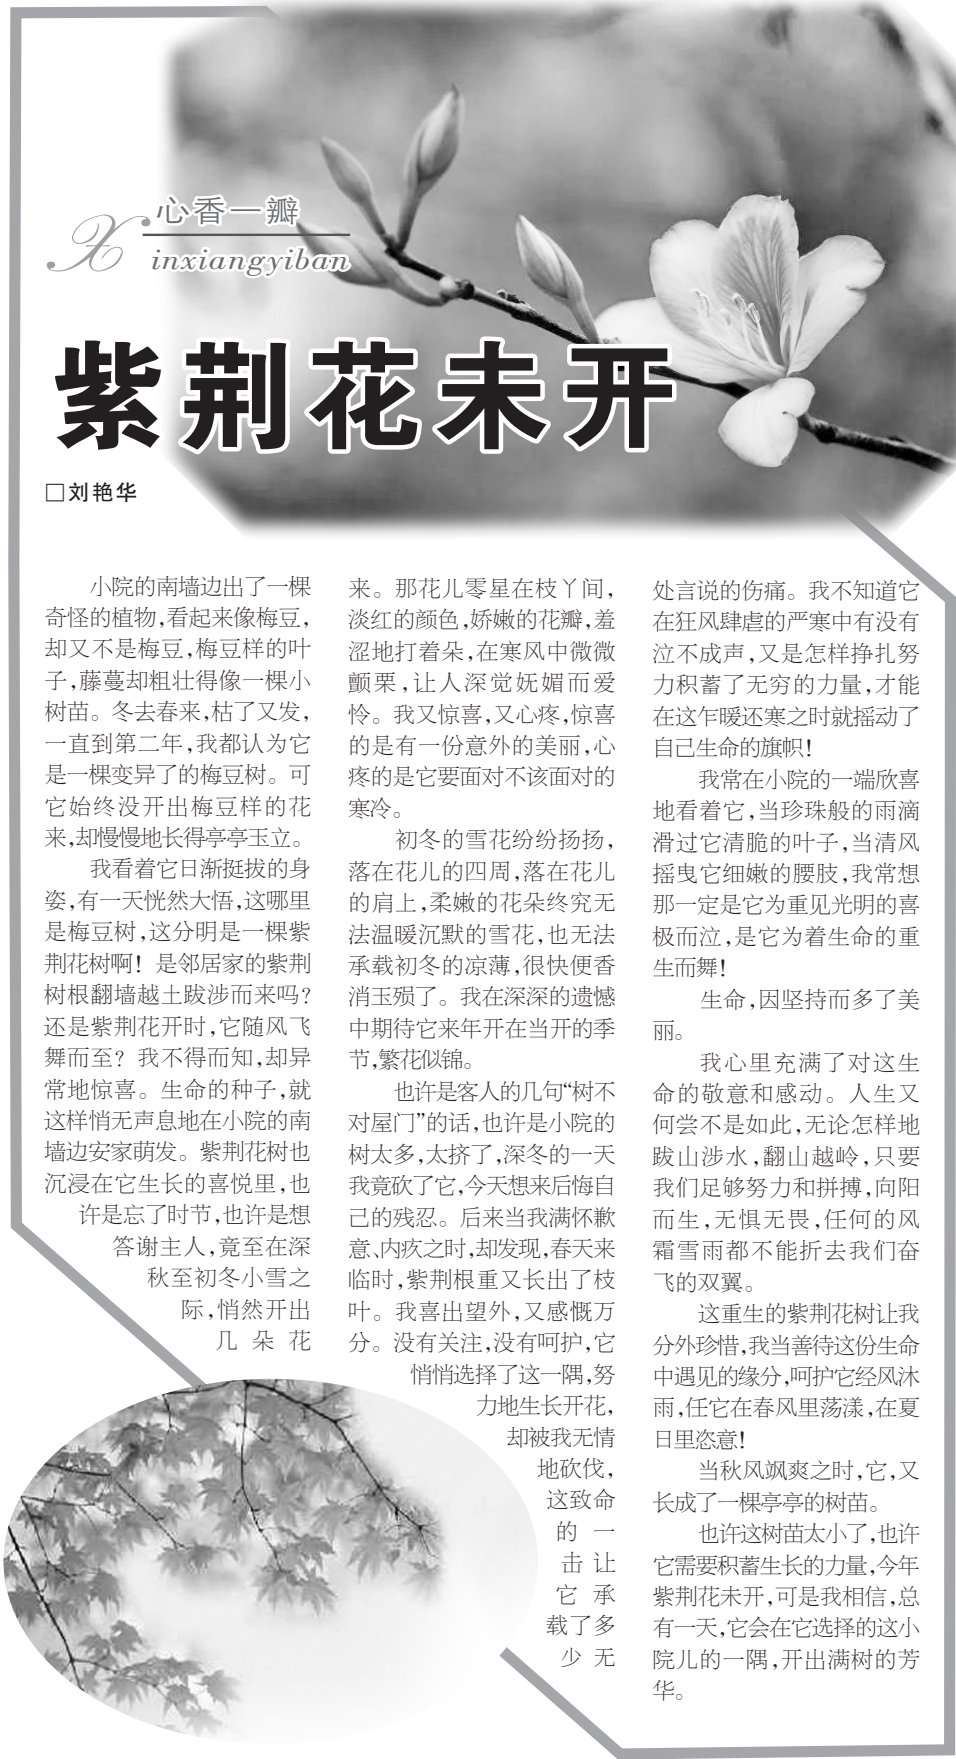 心香一瓣
Xinxiangyiban
紫荆花未开
□刘艳华
小院的南墙边出了一棵
奇怪的植物,看起来像梅豆,
却又不是梅豆,梅豆样的叶
子,藤蔓却粗壮得像一棵小
树苗。冬去春来,枯了又发,
一直到第二年,我都认为它
是一棵变异了的梅豆树。可
它始终没开出梅豆样的花
来,却慢慢地长得亭亭玉立。
我看着它日渐挺拔的身
姿,有一天恍然大悟,这哪里
是梅豆树,这分明是一棵紫
荆花树啊！是邻居家的紫荆
树根翻墙越土跋涉而来吗?
还是紫荆花开时,它随风飞
舞而至？我不得而知,却异
常地惊喜。生命的种子,就
这样悄无声息地在小院的南
墙边安家萌发。紫荆花树也
沉浸在它生长的喜悦里,也
许是忘了时节,也许是想
答谢主人,竟至在深
秋至初冬小雪之
际,悄然开出
几朵花
来。那花儿零星在枝丫间,
淡红的颜色,娇嫩的花瓣,羞
涩地打着朵,在寒风中微微
颤栗,让人深觉妩媚而爱
怜。我又惊喜,又心疼,惊喜
的是有一份意外的美丽,心
疼的是它要面对不该面对的
寒冷。
初冬的雪花纷纷扬扬,
落在花儿的四周,落在花儿
的肩上,柔嫩的花朵终究无
法温暖沉默的雪花,也无法
承载初冬的凉薄,很快便香
消玉殒了。我在深深的遗憾
中期待它来年开在当开的季
节,繁花似锦。
也许是客人的几句“树不
对屋门”的话,也许是小院的
树太多,太挤了,深冬的一天
我竟砍了它,今天想来后悔自
己的残忍。后来当我满怀歉
意、内疚之时,却发现,春天来
临时,紫荆根重又长出了枝
叶。我喜出望外,又感慨万
分。没有关注,没有呵护,它
悄悄选择了这一隅,努
力地生长开花,
却被我无情
地砍伐,
这致命
的一
击让
它承
载了多
少无
处言说的伤痛。我不知道它
在狂风肆虐的严寒中有没有
泣不成声,又是怎样挣扎努
力积蓄了无穷的力量,才能
在这乍暖还寒之时就摇动了
自己生命的旗帜!
我常在小院的一端欣喜
地看着它,当珍珠般的雨滴
滑过它清脆的叶子,当清风
摇曳它细嫩的腰肢,我常想
那一定是它为重见光明的喜
极而泣,是它为着生命的重
生而舞!
生命,因坚持而多了美
丽。
我心里充满了对这生
命的敬意和感动。人生又
何尝不是如此,无论怎样地
跋山涉水,翻山越岭,只要
我们足够努力和拼搏,向阳
而生,无惧无畏,任何的风
霜雪雨都不能折去我们奋
飞的双翼。
这重生的紫荆花树让我
分外珍惜,我当善待这份生命
中遇见的缘分,呵护它经风沐
雨,任它在春风里荡漾,在夏
日里恣意!
当秋风飒爽之时,它,又
长成了一棵亭亭的树苗。
也许这树苗太小了,也许
它需要积蓄生长的力量,今年
紫荆花未开,可是我相信,总
有一天,它会在它选择的这小
院儿的一隅,开出满树的芳
华。